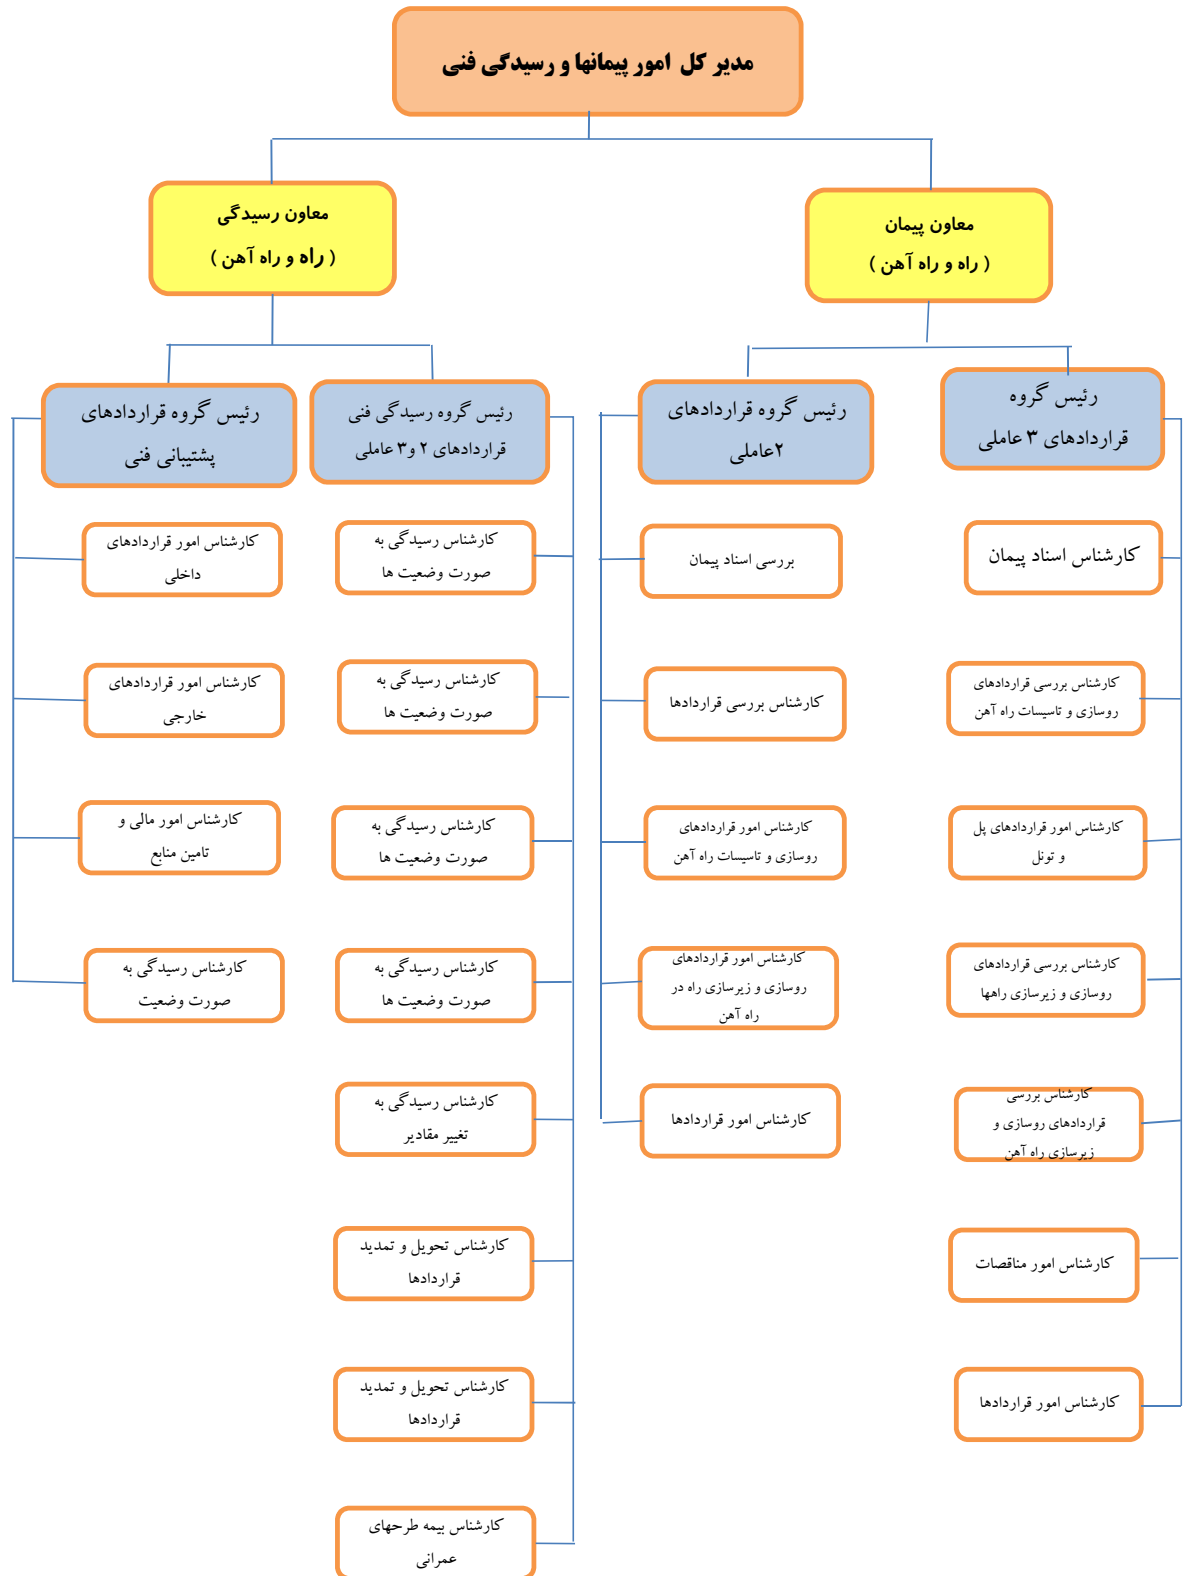 مدیر کل امور پیمانها و رسیدگی فنی
معاون پیمان
( راه و راه آهن )
معاون رسیدگی
( راه و راه آهن )
رئیس گروه
قراردادهای ۳ عاملی
کارشناس اسناد پیمان
کارشناس بررسی قراردادهای
روسازی و تاسیسات راه آهن
کارشناس امور قراردادهای پل
و تونل
کارشناس بررسی قراردادهای
روسازی و زیرسازی راهها
کارشناس بررسی
قراردادهای روسازی و
زیرسازی راه آهن
کارشناس امور مناقصات
کارشناس امور قراردادها
رئیس گروه قراردادهای
۲عاملی
بررسی اسناد پیمان
کارشناس بررسی قراردادها
کارشناس امور قراردادهای
روسازی و تاسیسات راه آهن
کارشناس امور قراردادهای
روسازی و زیرسازی راه در
راه آهن
کارشناس امور قراردادها
رئیس گروه رسیدگی فنی
قراردادهای ۲ و۳ عاملی
کارشناس رسیدگی به
صورت وضعیت ها
کارشناس رسیدگی به
صورت وضعیت ها
کارشناس رسیدگی به
صورت وضعیت ها
کارشناس رسیدگی به
صورت وضعیت ها
کارشناس رسیدگی به
تغییر مقادیر
کارشناس تحویل و تمدید
قراردادها
کارشناس تحویل و تمدید
قراردادها
کارشناس بیمه طرحهای
عمرانی
رئیس گروه قراردادهای
پشتیبانی فنی
کارشناس امور قراردادهای
داخلی
کارشناس امور قراردادهای
خارجی
کارشناس امور مالی و
تامین منابع
کارشناس رسیدگی به
صورت وضعیت